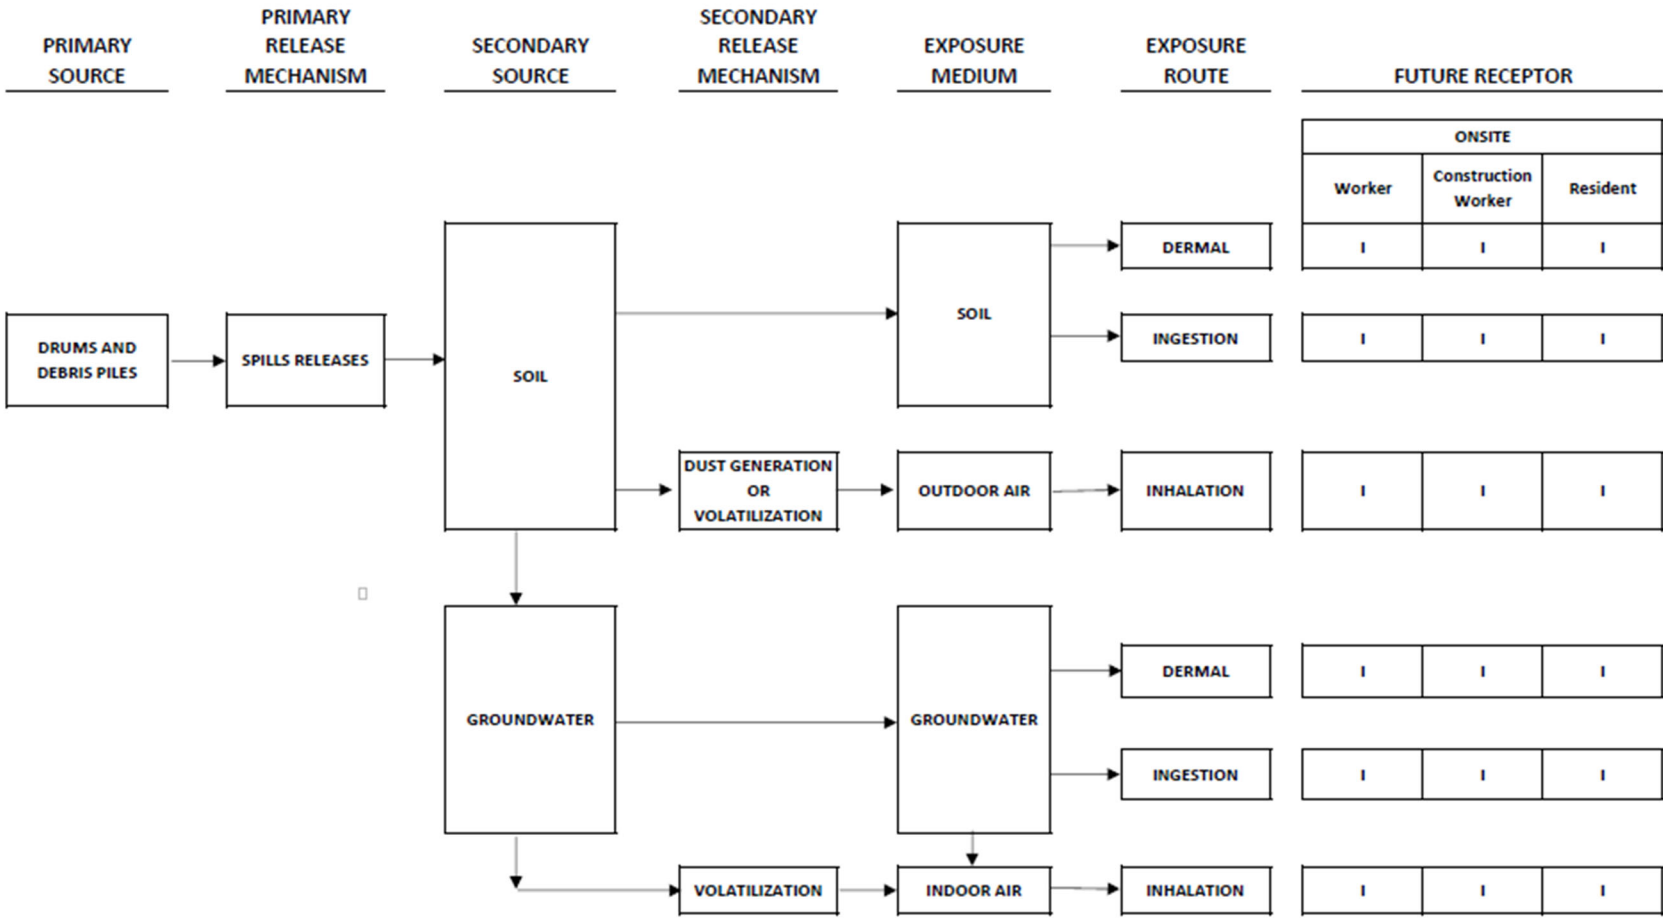 PRIMARY
SOURCE
PRIMARY
RELEASE
MECHANISM
SECONDARY
SOURCE
SECONDARY
RELEASE
MECHANISM
EXPOSURE
MEDIUM
EXPOSURE
ROUTE
FUTURE RECEPTOR
ONSITE
Worker
Construction
Worker
Resident
DERMAL
I I I
DRUMS AND
DEBRIS PILES
SPILLS RELEASES
SOIL
SOIL
INGESTION
I I I
DUST GENERATION
OR
VOLATILIZATION
OUTDOOR AIR
INHALATION
I I I
GROUNDWATER
GROUNDWATER
DERMAL
I I I
INGESTION
I I I
VOLATILIZATION
INDOOR AIR
INHALATION
I I I